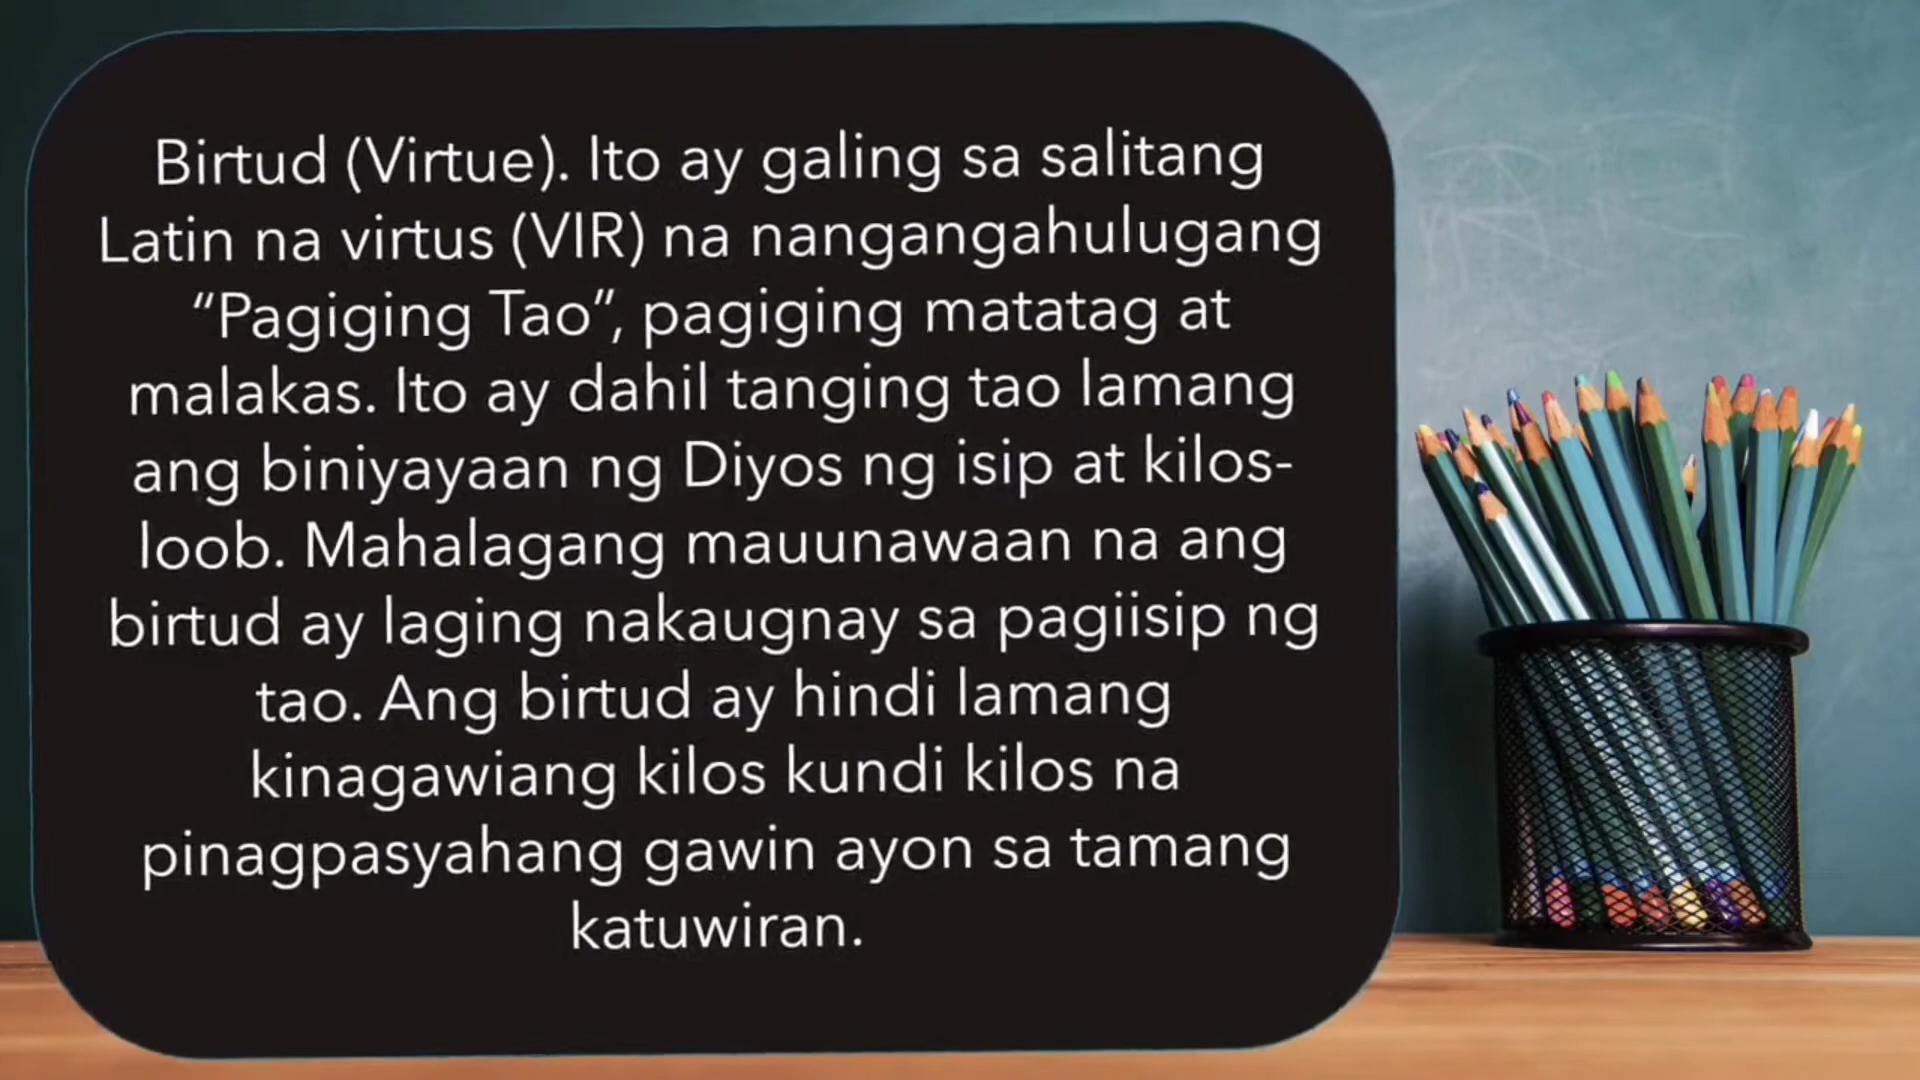 Birtud (Virtue). Ito ay galing sa salitang
Latin na virtus (VIR) na nangangahulugang
“Pagiging Tao”, pagiging matatag at
malakas. Ito ay dahil tanging tao lamang
ang biniyayaan ng Diyos ng isip at kilos-
loob. Mahalagang mauunawaan na ang
birtud ay laging nakaugnay sa pagiisip ng
tao. Ang birtud ay hindi lamang
kinagawiang kilos kundi kilos na
pinagpasyahang gawin ayon sa tamang
katuwiran.